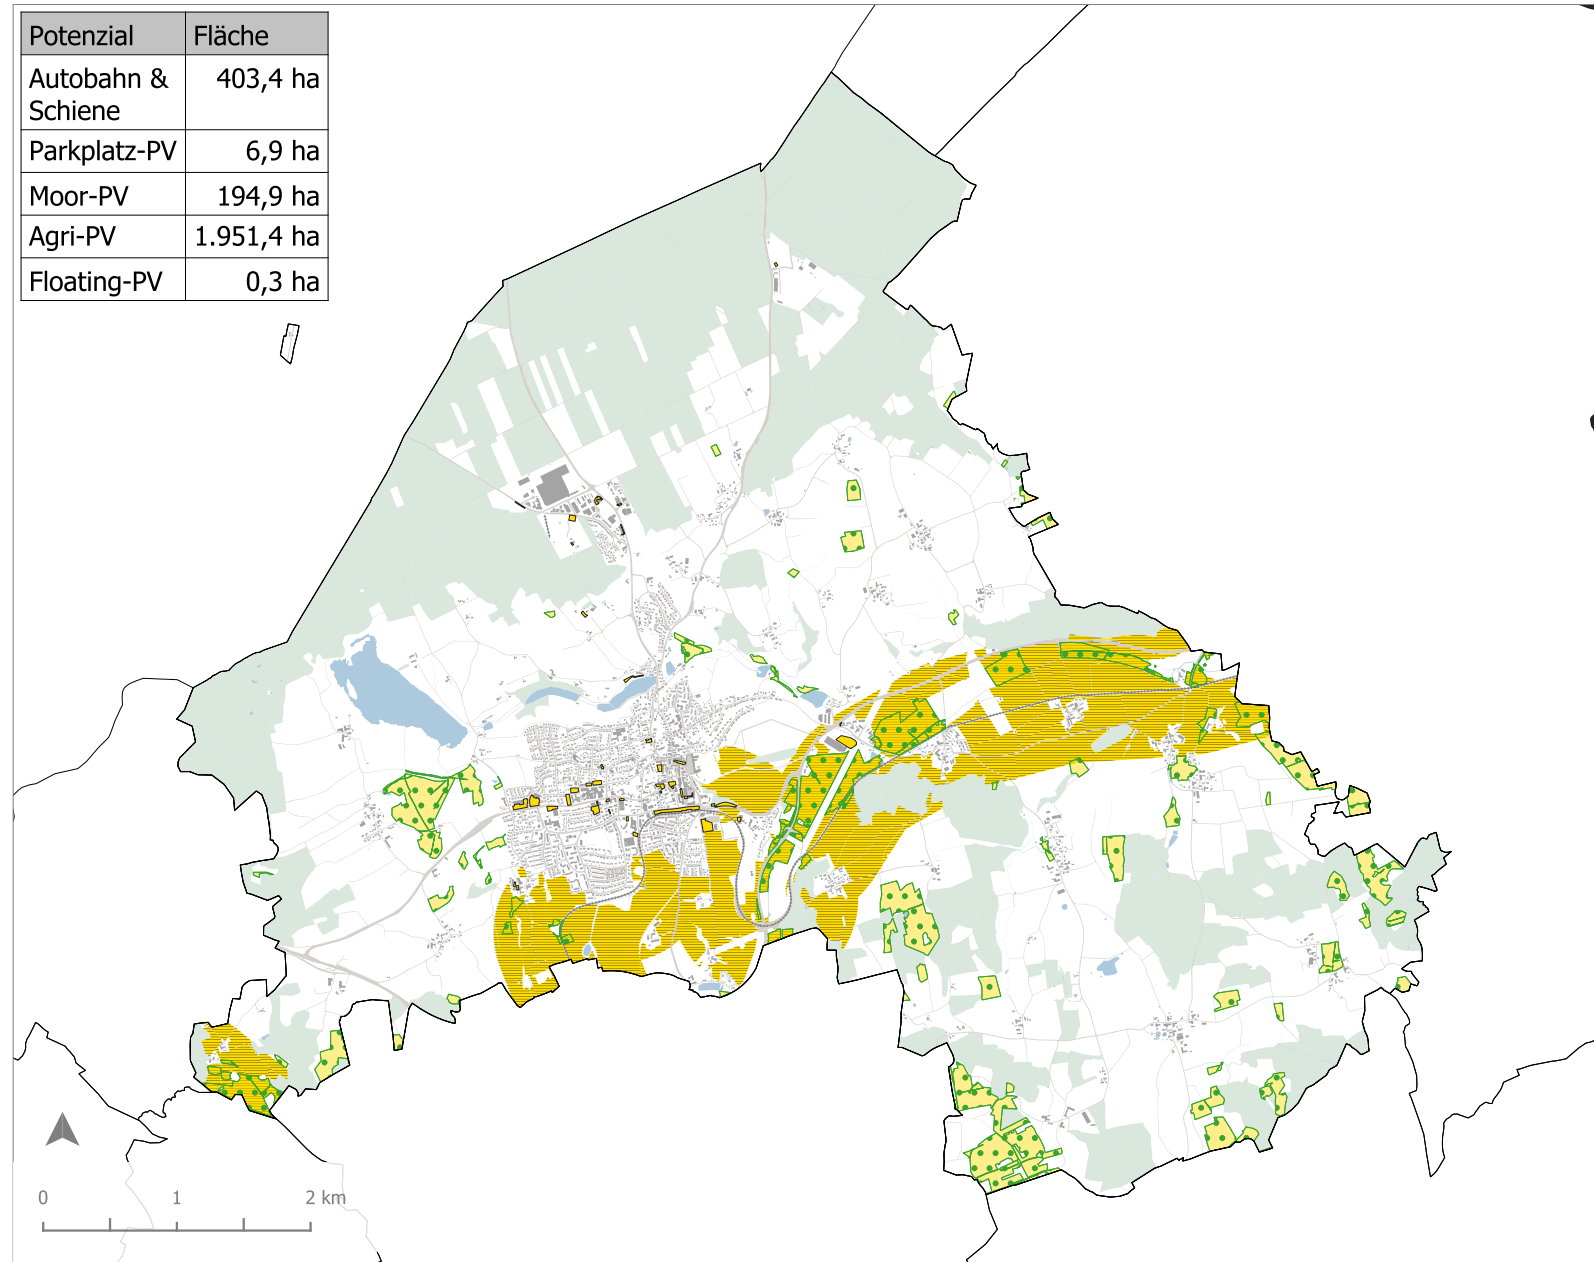 Potenzial Fläche
Autobahn & 403,4 ha
Schiene
Parkplatz-PV 6,9 ha
Moor-PV 194,9 ha
Agri-PV 1.951,4 ha
Floating-PV 0,3 ha
0 1 2 km